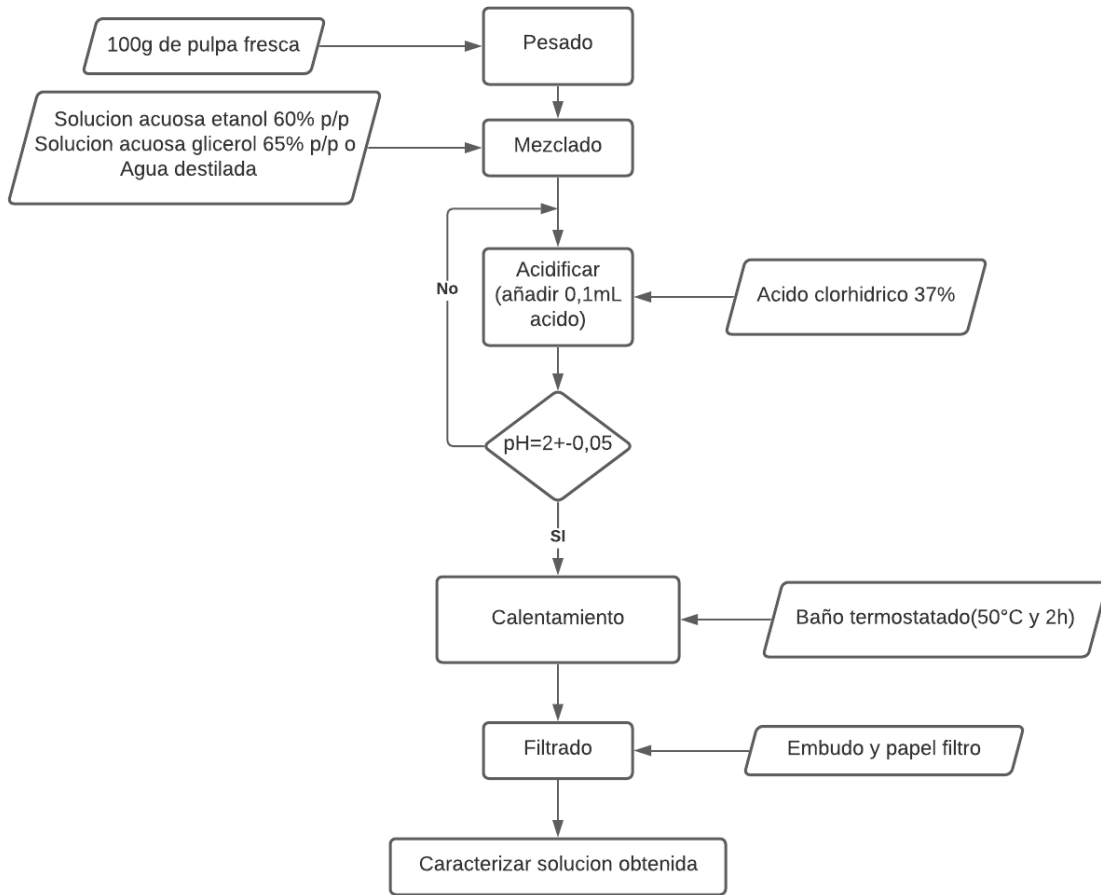 100g de pulpa fresca
Pesado
Solucion acuosa etanol 60% p/p
Solucion acuosa glicerol 65% p/p o
Agua destilada
Mezclado
No
Acidificar
(añadir 0,1mL
acido)
Acido clorhidrico 37%
pH=2+-0,05
SI
Calentamiento
Baño termostatado(50°C y 2h)
Filtrado
Embudo y papel filtro
Caracterizar solucion obtenida